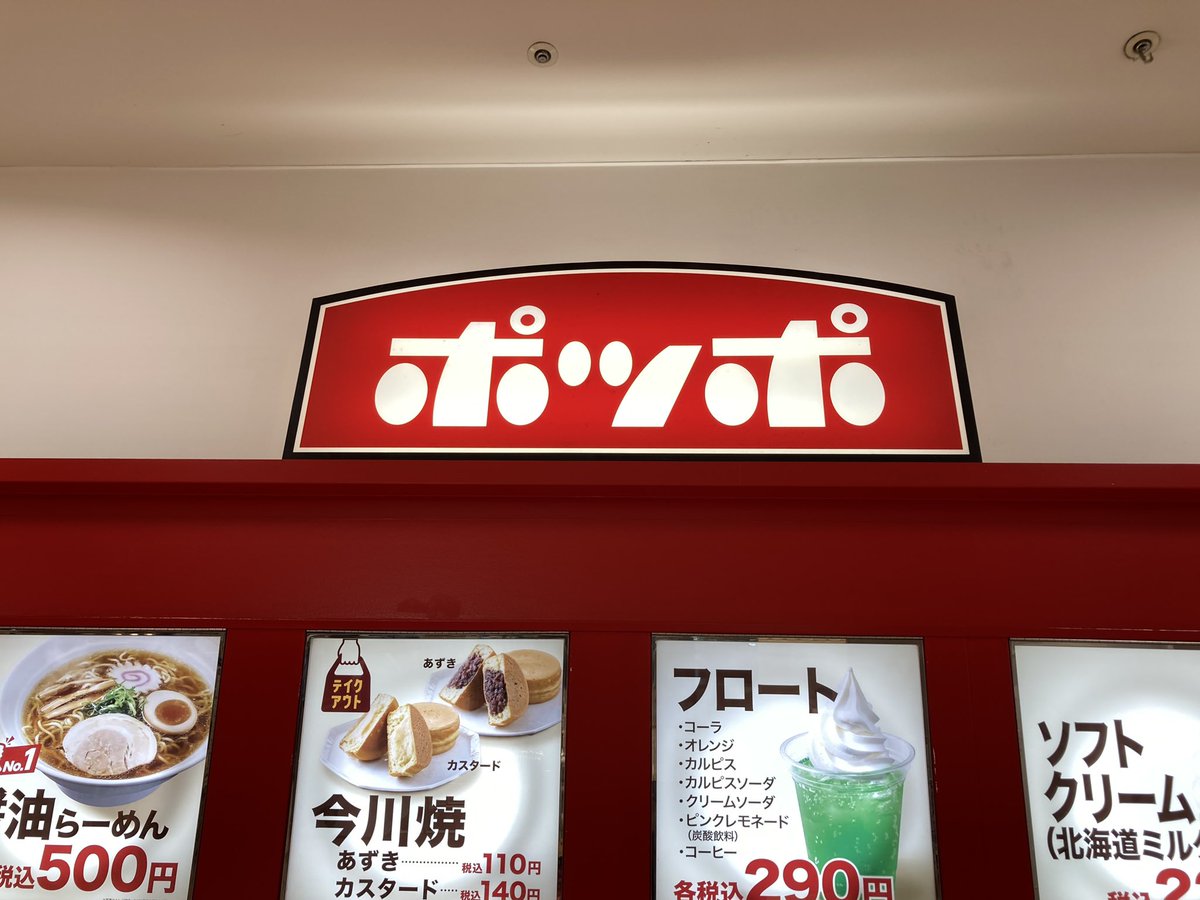 ポッポ
No.1
油らーめん
税込500円
テイク
アウト
あずき
カスタード
今川焼
あずき……………税込110円
カスタード……税込140円
フロート
・コーラ
・オレンジ
・カルピス
・カルピスソーダ
・クリームソーダ
・ピンクレモネード
（炭酸飲料）
・コーヒー
各税込290円
ソフト
クリーム
(北海道ミル
税込2